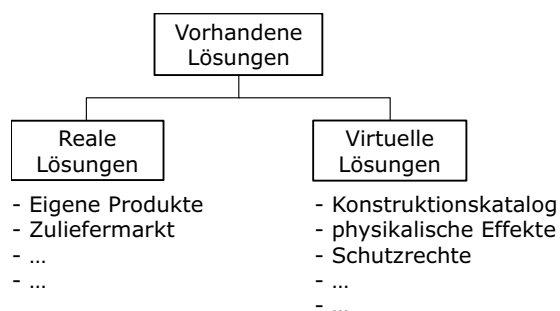 Vorhandene
Lösungen
Reale
Lösungen
- Eigene Produkte
- Zuliefermarkt
- ...
- ...
Virtuelle
Lösungen
- Konstruktionskatalog
- physikalische Effekte
- Schutzrechte
- ...
- ...